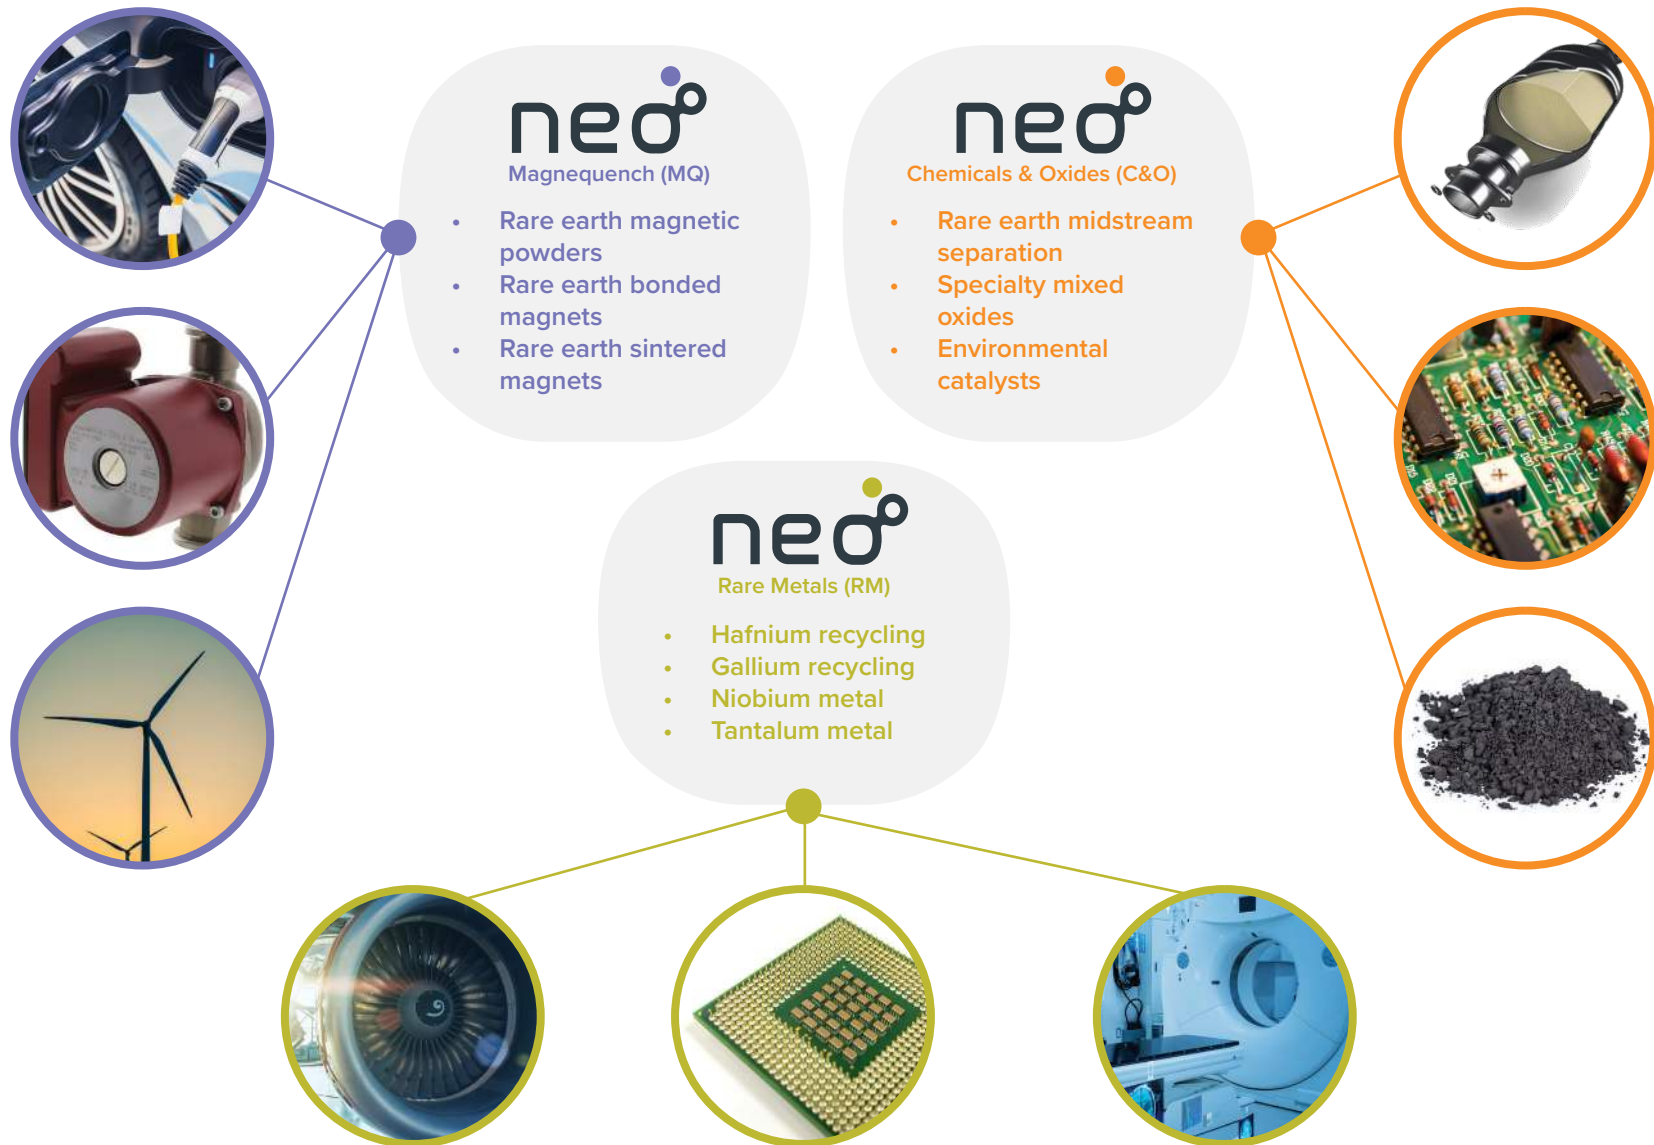 neo
Magnequench (MQ)
• Rare earth magnetic
powders
• Rare earth bonded
magnets
• Rare earth sintered
magnets
neo
Chemicals & Oxides (C&O)
• Rare earth midstream
separation
• Specialty mixed
oxides
• Environmental
catalysts
neo
Rare Metals (RM)
• Hafnium recycling
• Gallium recycling
• Niobium metal
• Tantalum metal